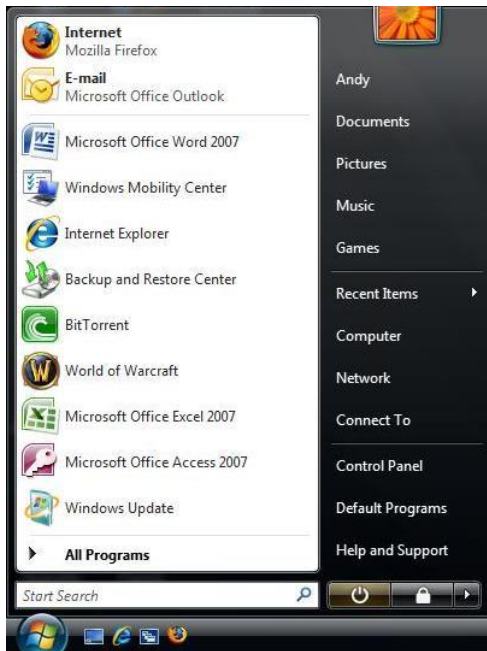 Internet
Mozilla Firefox
E-mail
Microsoft Office Outlook
Microsoft Office Word 2007
Windows Mobility Center
Internet Explorer
Backup and Restore Center
BitTorrent
World of Warcraft
Microsoft Office Excel 2007
Microsoft Office Access 2007
Windows Update
All Programs
Start Search
Andy
Documents
Pictures
Music
Games
Recent Items
Computer
Network
Connect To
Control Panel
Default Programs
Help and Support